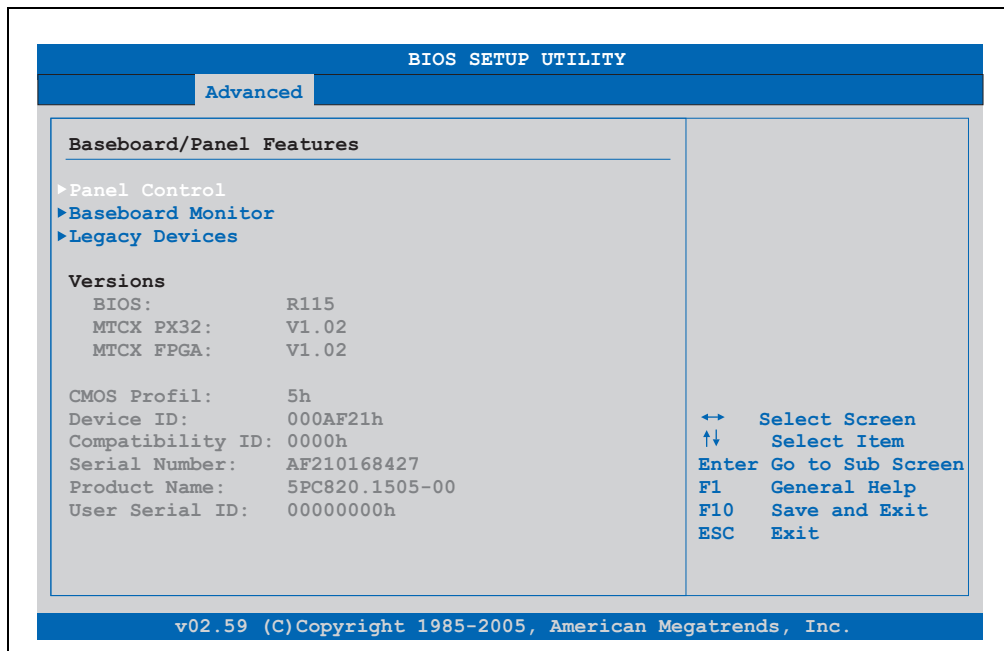 BIOS SETUP UTILITY
Advanced
Baseboard/Panel Features
▶Panel Control
▶Baseboard Monitor
▶Legacy Devices
Versions
BIOS: R115
MTCX PX32: V1.02
MTCX FPGA: V1.02
CMOS Profil: 5h
Device ID: 000AF21h
Compatibility ID: 0000h
Serial Number: AF210168427
Product Name: 5PC820.1505-00
User Serial ID: 00000000h
↔ Select Screen
↑↓ Select Item
Enter Go to Sub Screen
F1 General Help
F10 Save and Exit
ESC Exit
v02.59 (C)Copyright 1985-2005, American Megatrends, Inc.